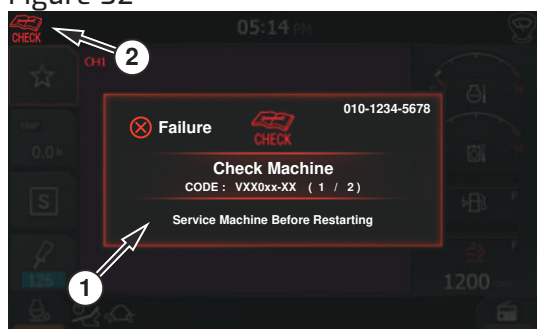 Figure 32
CHECK
05:14 PM
2
CH1
010-1234-5678
Failure
CHECK
Check Machine
CODE : VXX0xx-XX ( 1 / 2 )
Service Machine Before Restarting
0.0 h
S
F
F
1
126
1200